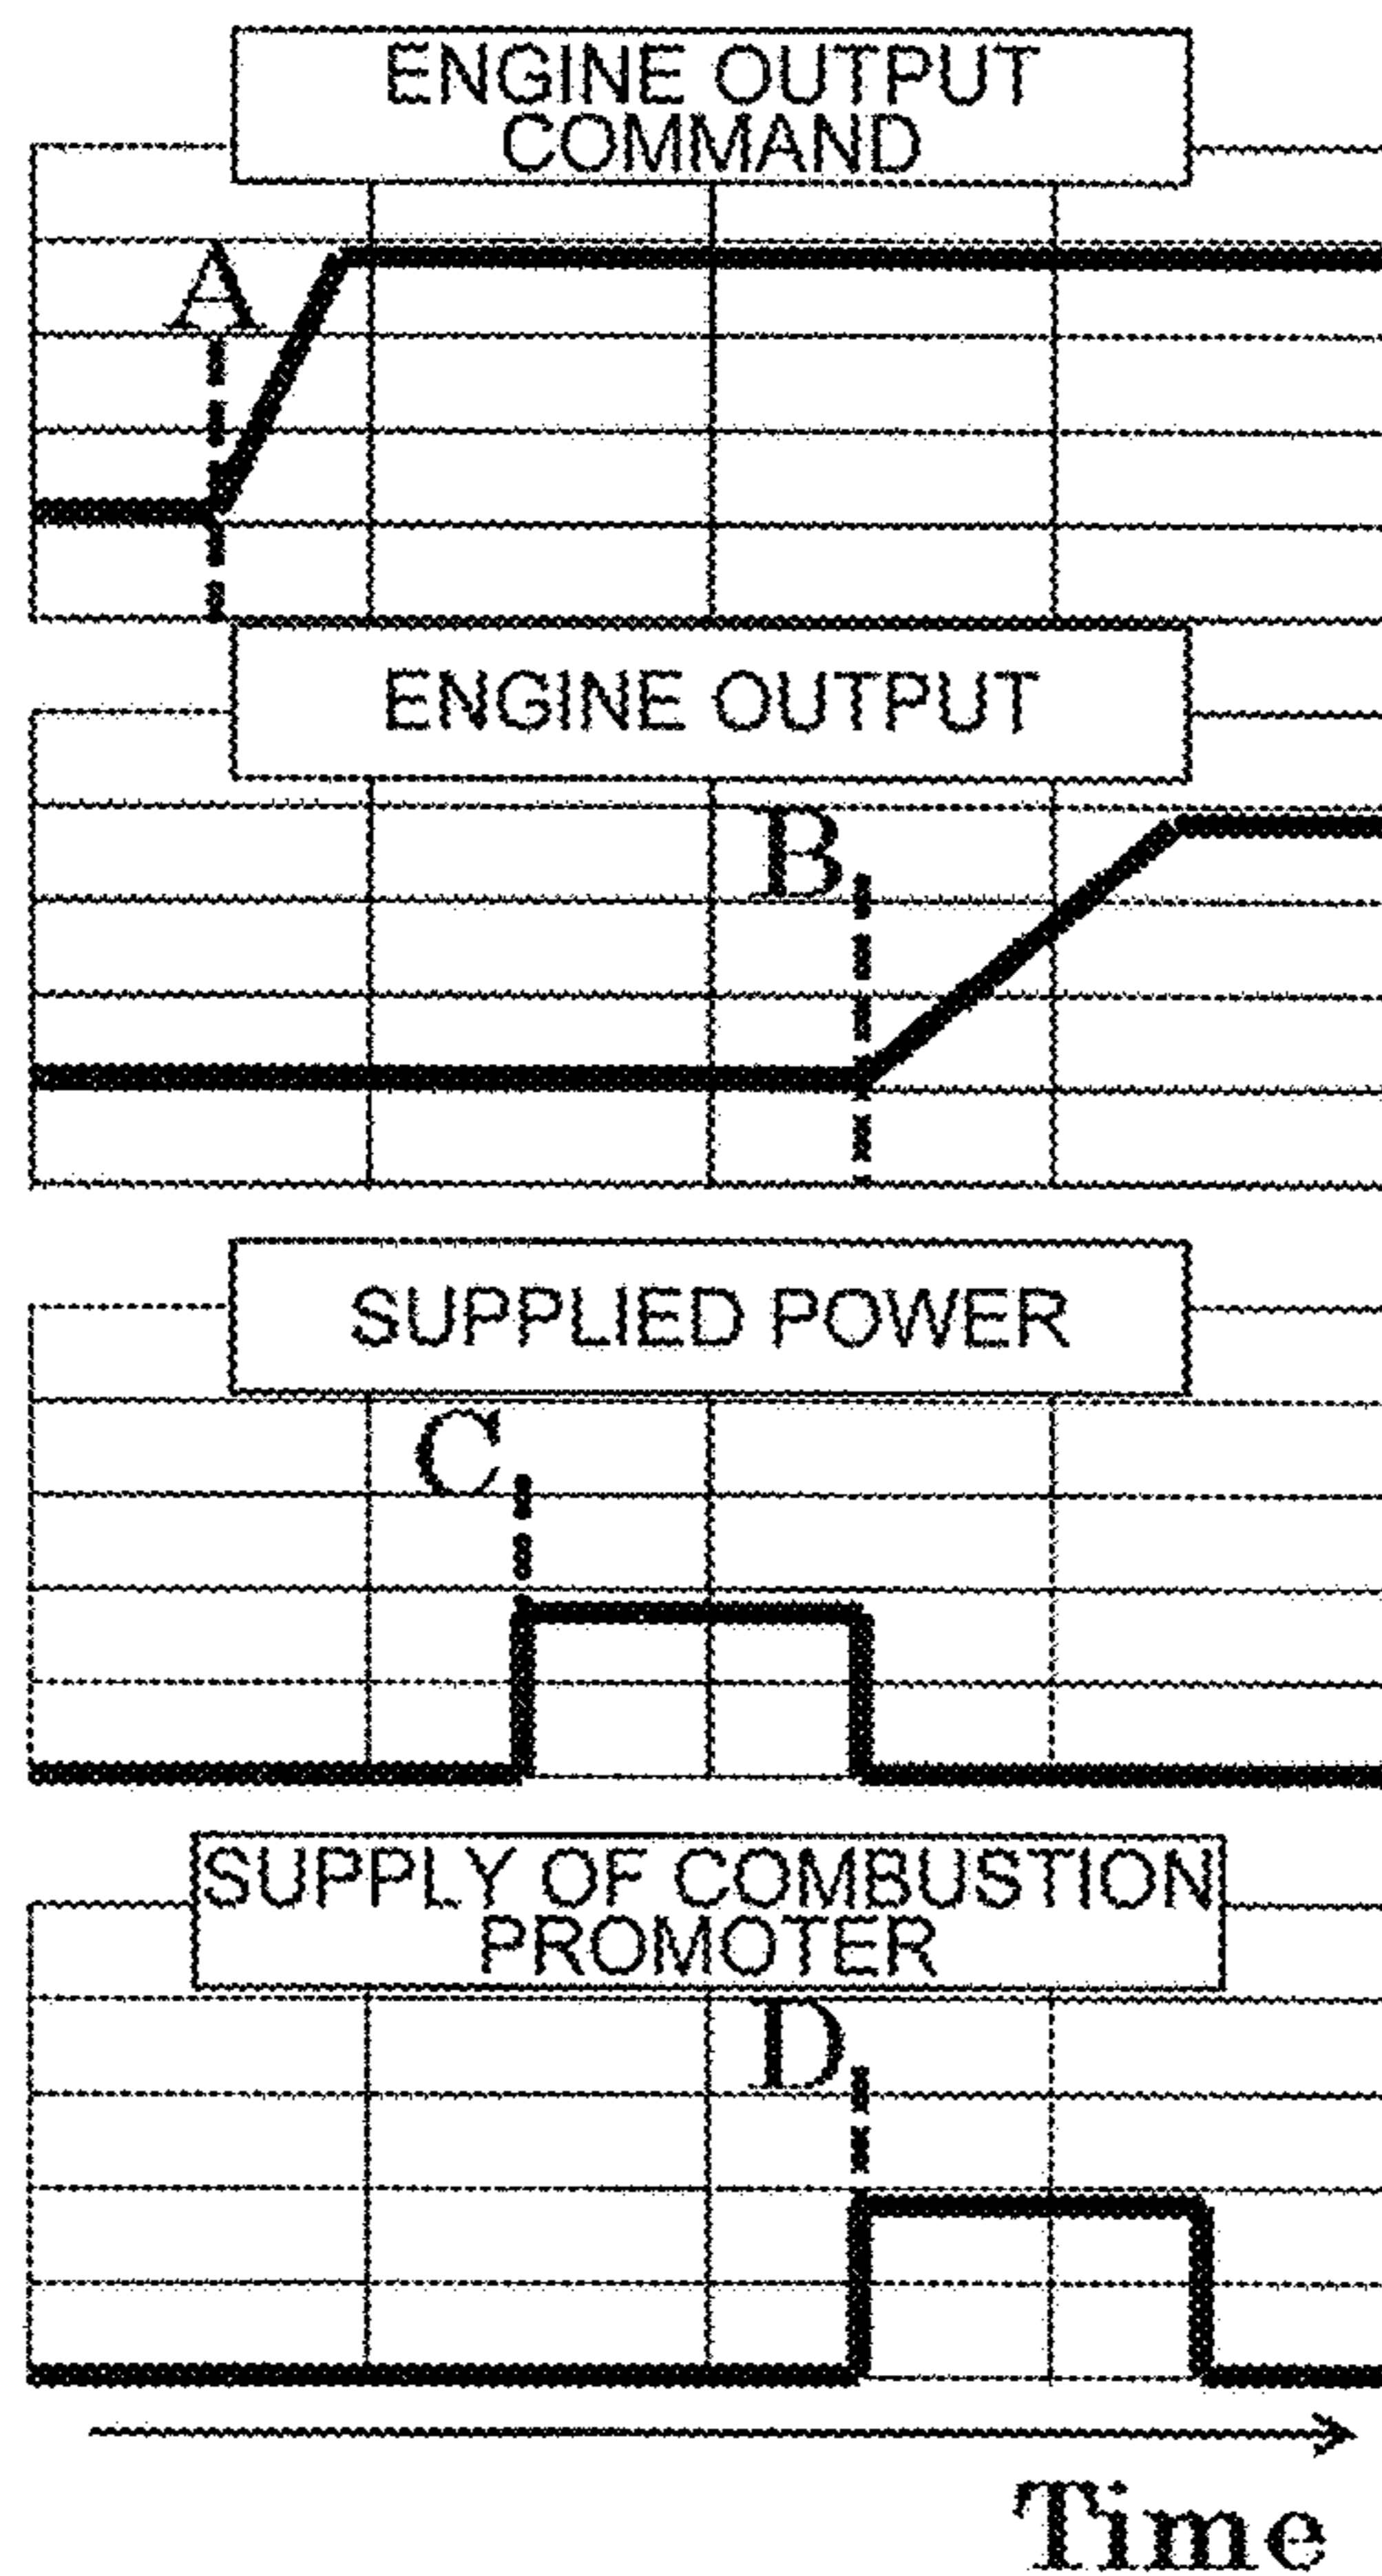 ENGINE OUTPUT
COMMAND
A
ENGINE OUTPUT
B
SUPPLIED POWER
C
SUPPLY OF COMBUSTION
PROMOTER
D
Time